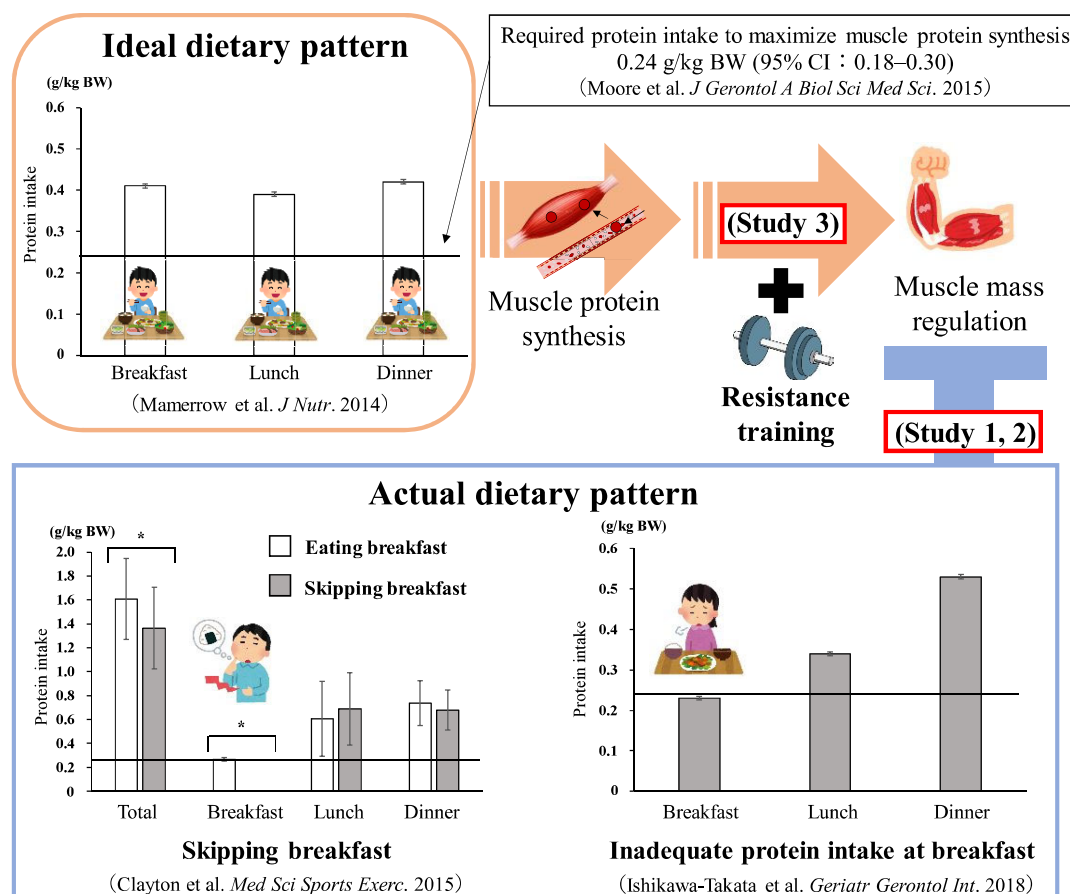 Ideal dietary pattern
(g/kg BW)
0.6
0.5
0.4
0.3
0.2
0.1
0
Protein intake
Breakfast
Lunch
Dinner
(Mamerrow et al. J Nutr. 2014)
Required protein intake to maximize muscle protein synthesis
0.24 g/kg BW (95% CI:0.18–0.30)
(Moore et al. J Gerontol A Biol Sci Med Sci. 2015)
Muscle protein
synthesis
(Study 3)
Resistance
training
Muscle mass
regulation
(Study 1, 2)
Actual dietary pattern
(g/kg BW)
2.0
1.8
1.6
1.4
1.2
1.0
0.8
0.6
0.4
0.2
0
Protein intake
*
*
Eating breakfast
Skipping breakfast
Total
Breakfast
Lunch
Dinner
Skipping breakfast
(Clayton et al. Med Sci Sports Exerc. 2015)
(g/kg BW)
0.6
0.5
0.4
0.3
0.2
0.1
0
Protein intake
Breakfast
Lunch
Dinner
Inadequate protein intake at breakfast
(Ishikawa-Takata et al. Geriatr Gerontol Int. 2018)